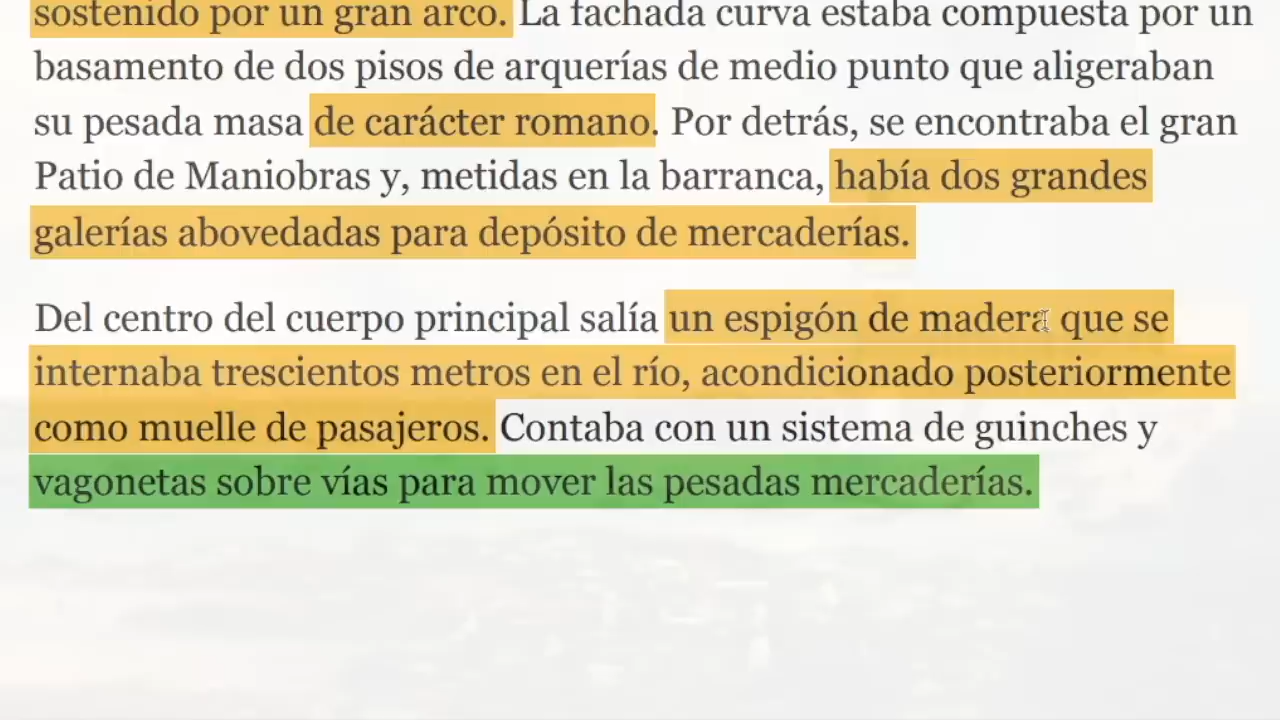 sostenido por un gran arco. La fachada curva estaba compuesta por un
basamento de dos pisos de arquerías de medio punto que aligeraban
su pesada masa de carácter romano. Por detrás, se encontraba el gran
Patio de Maniobras y, metidas en la barranca, había dos grandes
galerías abovedadas para depósito de mercaderías.
Del centro del cuerpo principal salía un espigón de madera que se
internaba trescientos metros en el río, acondicionado posteriormente
como muelle de pasajeros. Contaba con un sistema de guinches y
vagonetas sobre vías para mover las pesadas mercaderías.